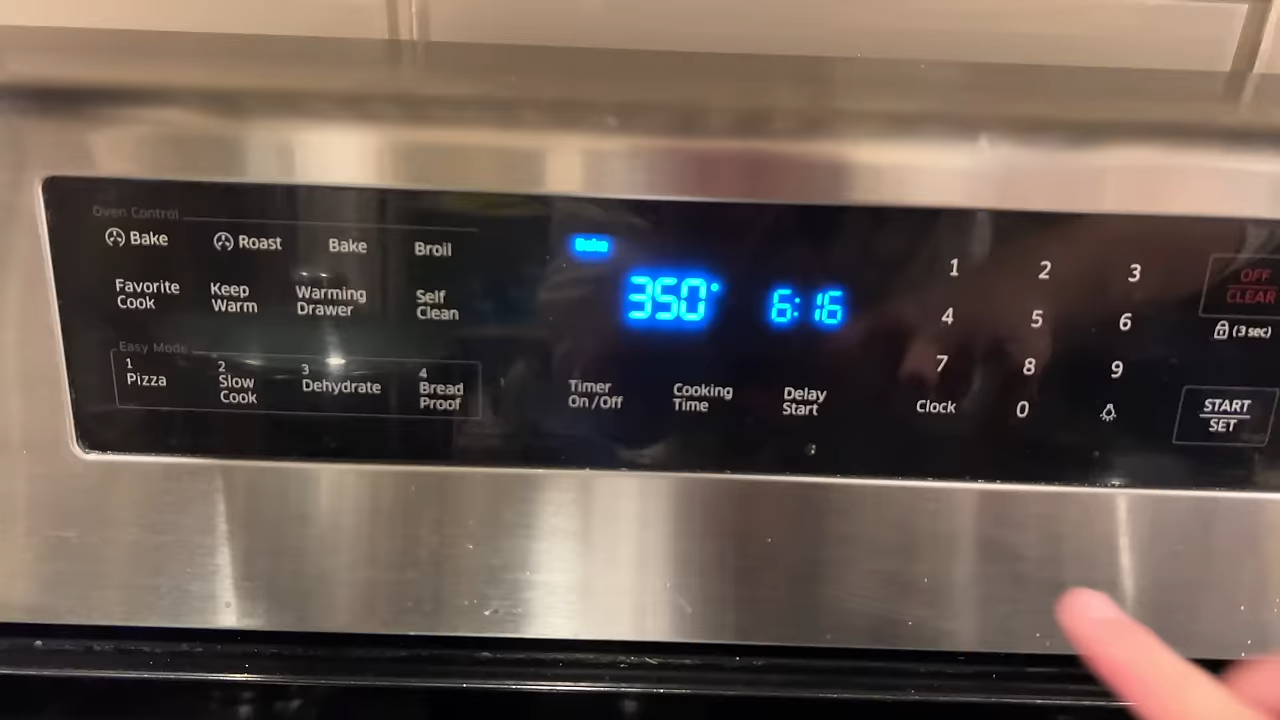 Oven Control
Bake
Roast
Bake
Broil
Favorite
Cook
Keep
Warm
Warming
Drawer
Self
Clean
Easy Mode
1
Pizza
2
Slow
Cook
3
Dehydrate
4
Bread
Proof
Bake
350°
6:16
Timer
On/Off
Cooking
Time
Delay
Start
1 2 3
4 5 6
7 8 9
Clock 0
OFF
CLEAR
(3 sec)
START
SET